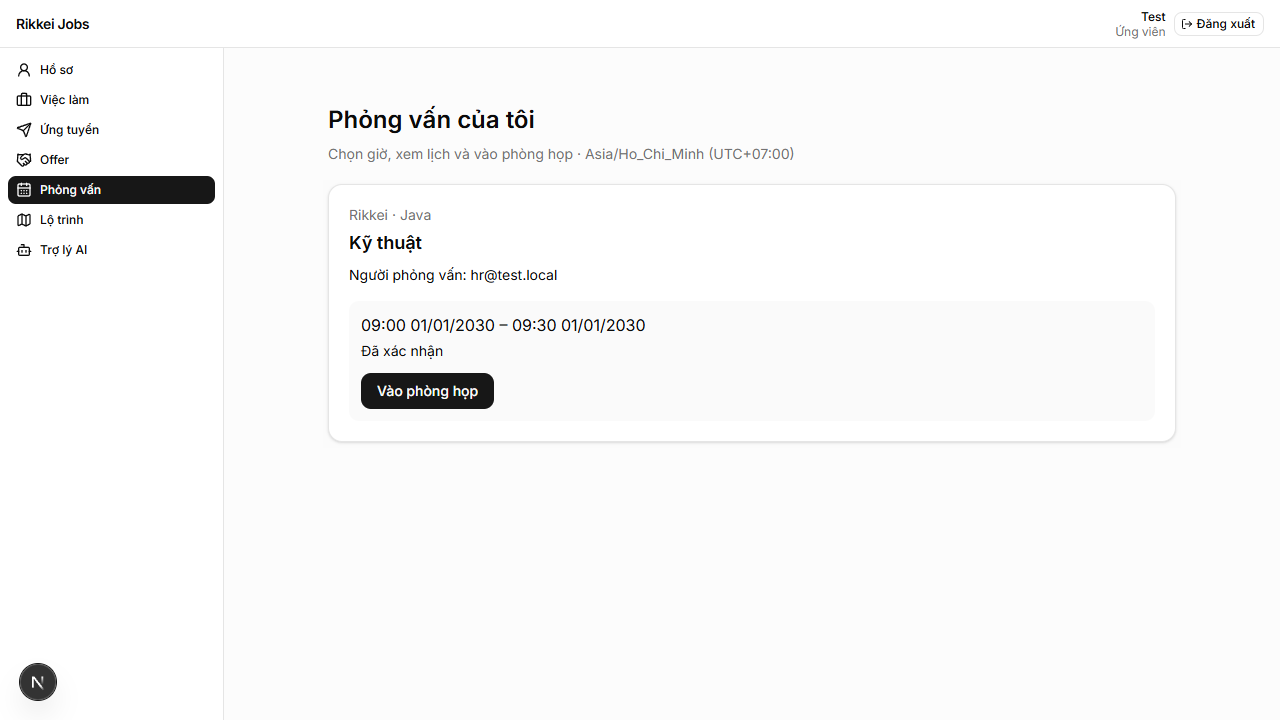 Rikkei Jobs
Test
Ứng viên
Đăng xuất
Hồ sơ
Việc làm
Ứng tuyển
Offer
Phỏng vấn
Lộ trình
Trợ lý AI
Phỏng vấn của tôi
Chọn giờ, xem lịch và vào phòng họp · Asia/Ho_Chi_Minh (UTC+07:00)
Rikkei · Java
Kỹ thuật
Người phỏng vấn: hr@test.local
09:00 01/01/2030 – 09:30 01/01/2030
Đã xác nhận
Vào phòng họp
N